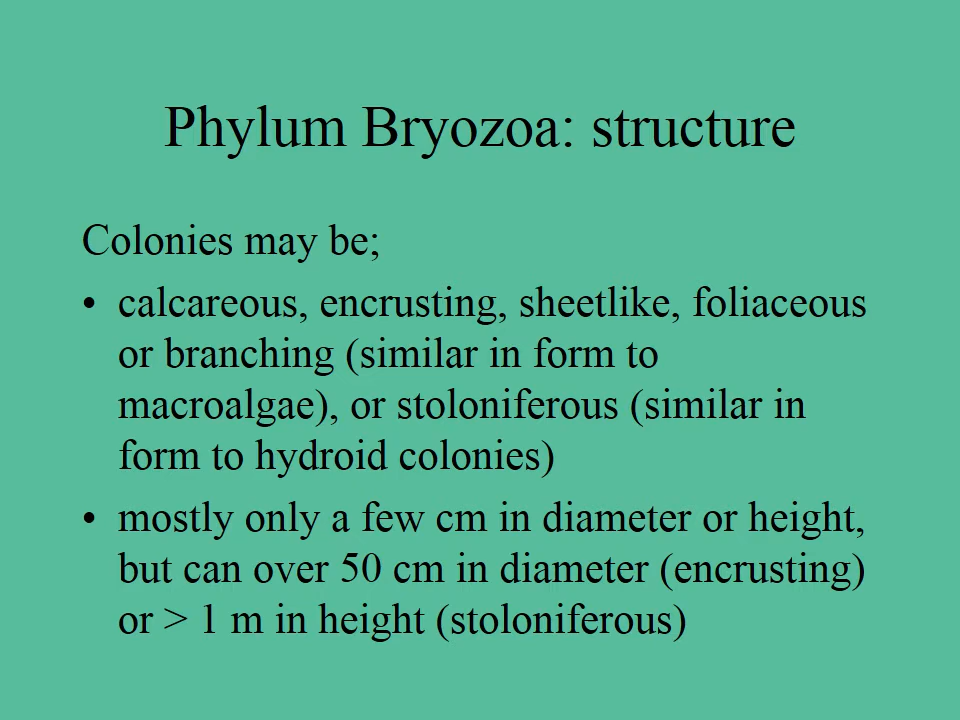 Phylum Bryozoa: structure
Colonies may be;
• calcareous, encrusting, sheetlike, foliaceous
or branching (similar in form to
macroalgae), or stoloniferous (similar in
form to hydroid colonies)
• mostly only a few cm in diameter or height,
but can over 50 cm in diameter (encrusting)
or > 1 m in height (stoloniferous)